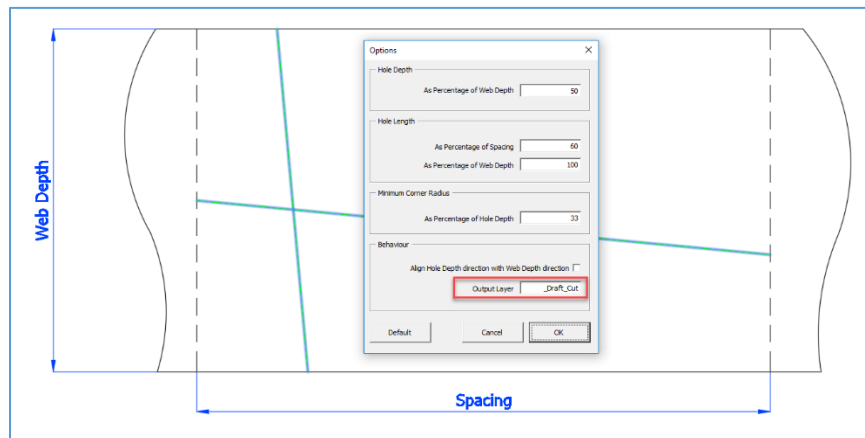 Options
Hole Depth
As Percentage of Web Depth 50
Hole Length
As Percentage of Spacing 60
As Percentage of Web Depth 100
Minimum Corner Radius
As Percentage of Hole Depth 33
Behaviour
Align Hole Depth direction with Web Depth direction
Output Layer _Draft_Cut
Default Cancel OK
Web Depth
Spacing